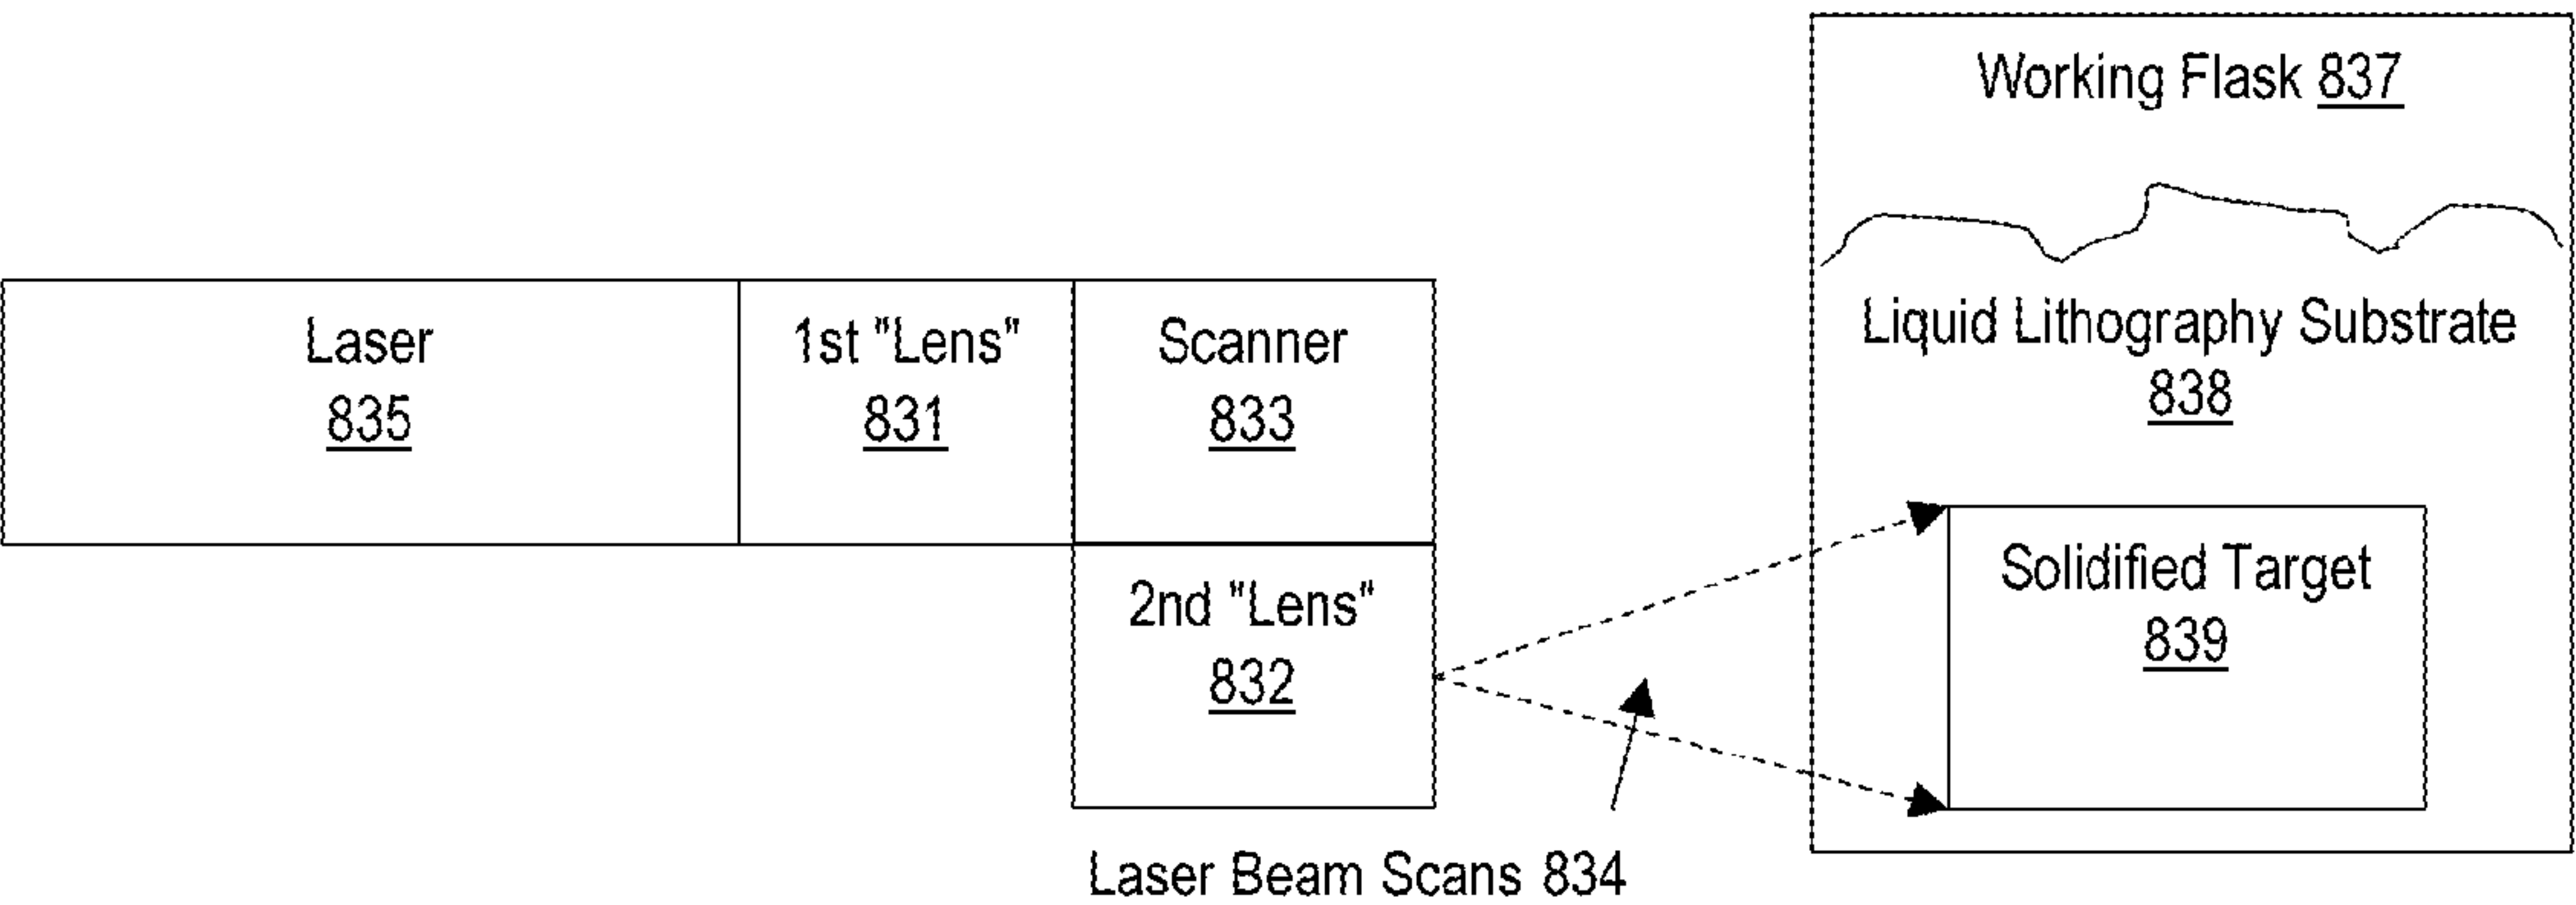 Working Flask 837
Liquid Lithography Substrate
838
Laser
835
1st "Lens"
831
Scanner
833
2nd "Lens"
832
Solidified Target
839
Laser Beam Scans 834